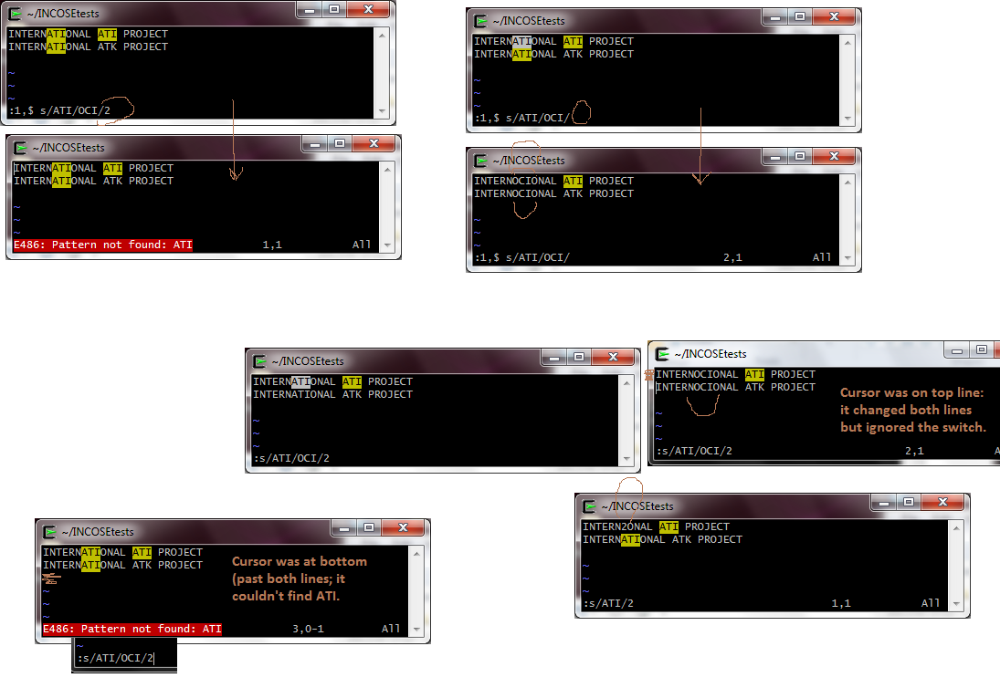 ~/INCOSEtests
INTERNATIONAL ATI PROJECT
INTERNATIONAL ATK PROJECT
~
~
~
:1,$ s/ATI/OCI/2
~/INCOSEtests
INTERNATIONAL ATI PROJECT
INTERNATIONAL ATK PROJECT
~
~
~
E486: Pattern not found: ATI 1,1 All
~/INCOSEtests
INTERNATIONAL ATI PROJECT
INTERNATIONAL ATK PROJECT
~
~
~
:1,$ s/ATI/OCI/
~/INCOSEtests
INTERNOCIONAL ATI PROJECT
INTERNOCIONAL ATK PROJECT
~
~
~
:1,$ s/ATI/OCI/ 2,1 All
~/INCOSEtests
INTERNATIONAL ATI PROJECT
INTERNATIONAL ATK PROJECT
~
~
~
:s/ATI/OCI/2
~/INCOSEtests
INTERNOCIONAL ATI PROJECT
INTERNOCIONAL ATK PROJECT
~
~
~
:s/ATI/OCI/2 2,1 A
Cursor was on top line:
it changed both lines
but ignored the switch.
~/INCOSEtests
INTERNATIONAL ATI PROJECT
INTERNATIONAL ATK PROJECT
~
~
~
E486: Pattern not found: ATI 3,0-1 All
Cursor was at bottom
(past both lines; it
couldn't find ATI.
~
:s/ATI/OCI/2
~/INCOSEtests
INTERN2ONAL ATI PROJECT
INTERNATIONAL ATK PROJECT
~
~
~
:s/ATI/2 1,1 All